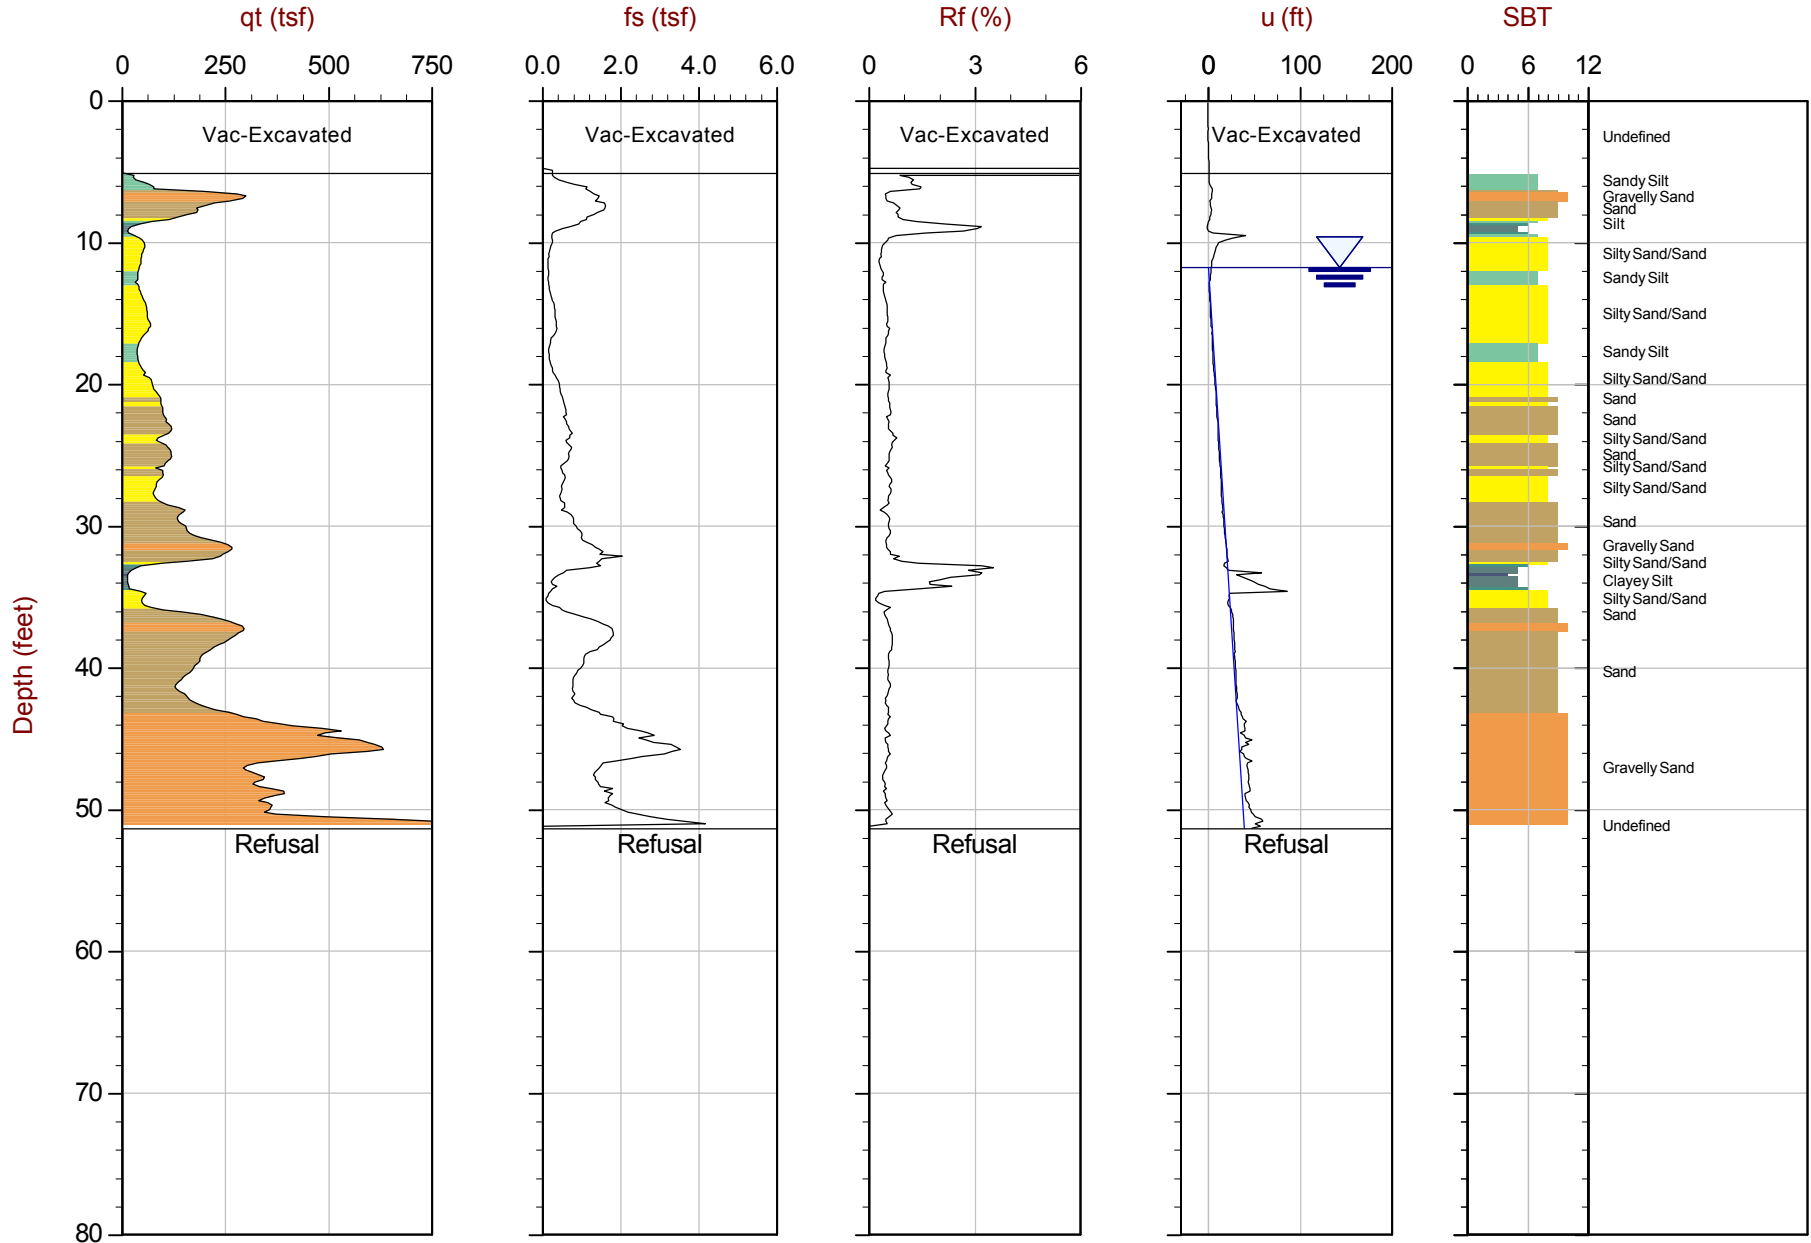 qt (tsf)
fs (tsf)
Rf (%)
u (ft)
SBT
0 250 500 750
0.0 2.0 4.0 6.0
0 3 6
0 100 200
0 6 12
0
10
20
30
40
50
60
70
80
Depth (feet)
Vac-Excavated
Vac-Excavated
Vac-Excavated
Vac-Excavated
Refusal
Refusal
Refusal
Refusal
Undefined
Sandy Silt
Gravelly Sand
Sand
Silt
Silty Sand/Sand
Sandy Silt
Silty Sand/Sand
Sandy Silt
Silty Sand/Sand
Sand
Sand
Silty Sand/Sand
Sand
Silty Sand/Sand
Silty Sand/Sand
Sand
Gravelly Sand
Silty Sand/Sand
Clayey Silt
Silty Sand/Sand
Sand
Sand
Gravelly Sand
Undefined